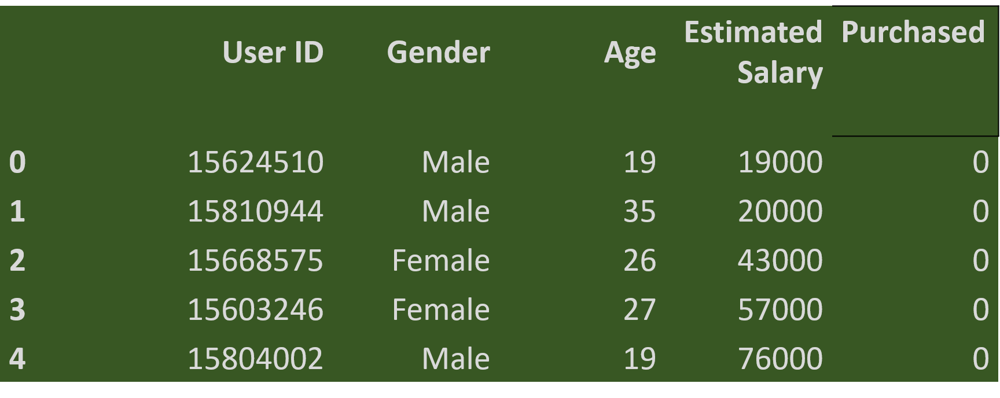 User ID Gender Age Estimated Salary Purchased
0 15624510 Male 19 19000 0
1 15810944 Male 35 20000 0
2 15668575 Female 26 43000 0
3 15603246 Female 27 57000 0
4 15804002 Male 19 76000 0